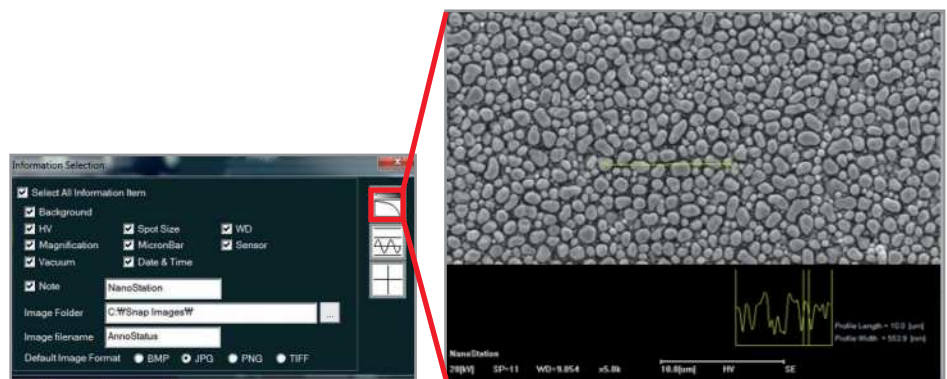 Information Selection
Select All Information Item
Background
HV
Spot Size
WD
Magnification
MicronBar
Sensor
Vacuum
Date & Time
Note
NanoStation
Image Folder
C:₩Snap Images₩
...
Image filename
AnnoStatus
Default Image Format
BMP
JPG
PNG
TIFF
Profile Length = 10.0 [um]
Profile Width = 553.9 [nm]
NanoStation
20[kV] SP=11 WD=9.054 x5.0k 10.0[um] HV SE